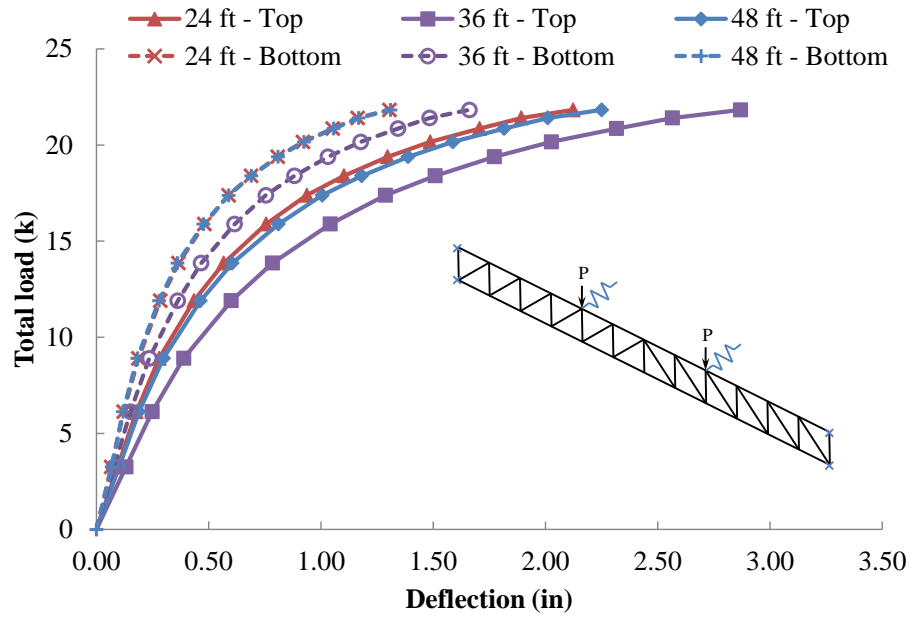 24 ft - Top 36 ft - Top 48 ft - Top
24 ft - Bottom 36 ft - Bottom 48 ft - Bottom
25
20
15
10
5
0
Total load (k)
P
P
0.00 0.50 1.00 1.50 2.00 2.50 3.00 3.50
Deflection (in)